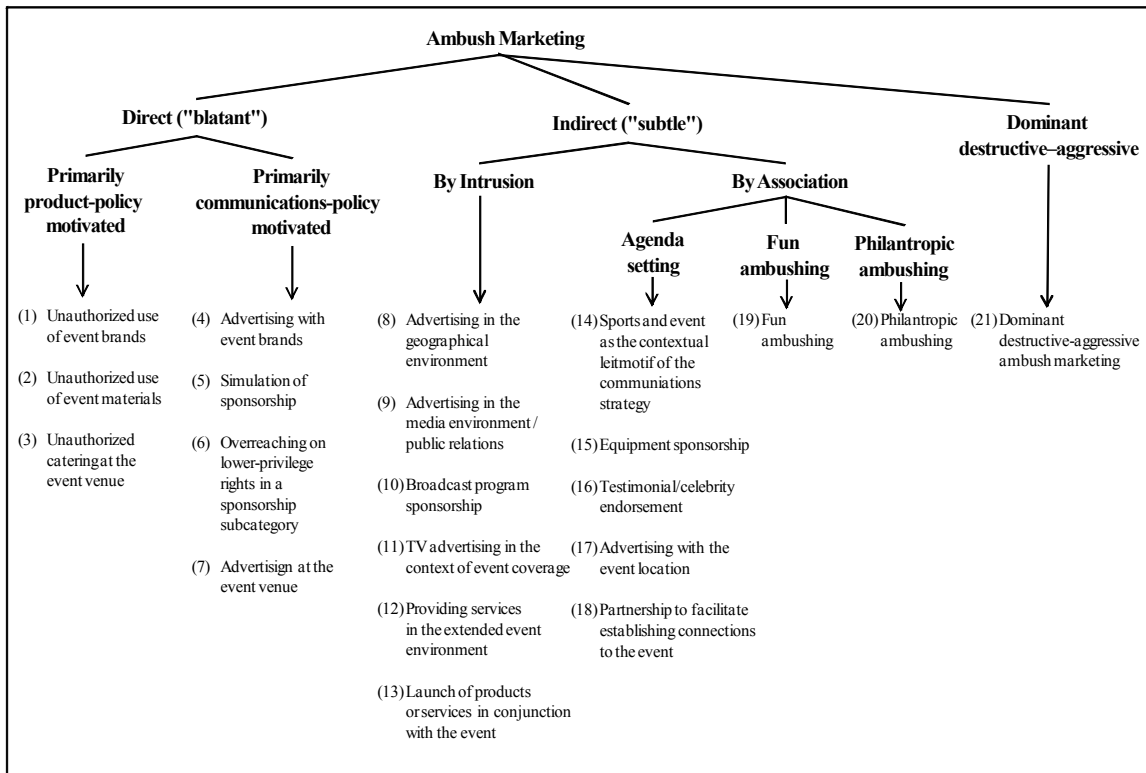 Ambush Marketing
Direct ("blatant")
Indirect ("subtle")
Dominant
destructive–aggressive
Primarily
product-policy
motivated
Primarily
communications-policy
motivated
By Intrusion
By Association
Agenda
setting
Fun
ambushing
Philantropic
ambushing
(1) Unauthorized use
of event brands
(2) Unauthorized use
of event materials
(3) Unauthorized
catering at the
event venue
(4) Advertising with
event brands
(5) Simulation of
sponsorship
(6) Overreaching on
lower-privilege
rights in a
sponsorship
subcategory
(7) Advertisign at the
event venue
(8) Advertising in the
geographical
environment
(9) Advertising in the
media environment /
public relations
(10) Broadcast program
sponsorship
(11) TV advertising in the
context of event coverage
(12) Providing services
in the extended event
environment
(13) Launch of products
or services in conjunction
with the event
(14) Sports and event
as the contextual
leitmotif of the
communiations
strategy
(15) Equipment sponsorship
(16) Testimonial/celebrity
endorsement
(17) Advertising with the
event location
(18) Partnership to facilitate
establishing connections
to the event
(19) Fun
ambushing
(20) Philantropic
ambushing
(21) Dominant
destructive-aggressive
ambush marketing